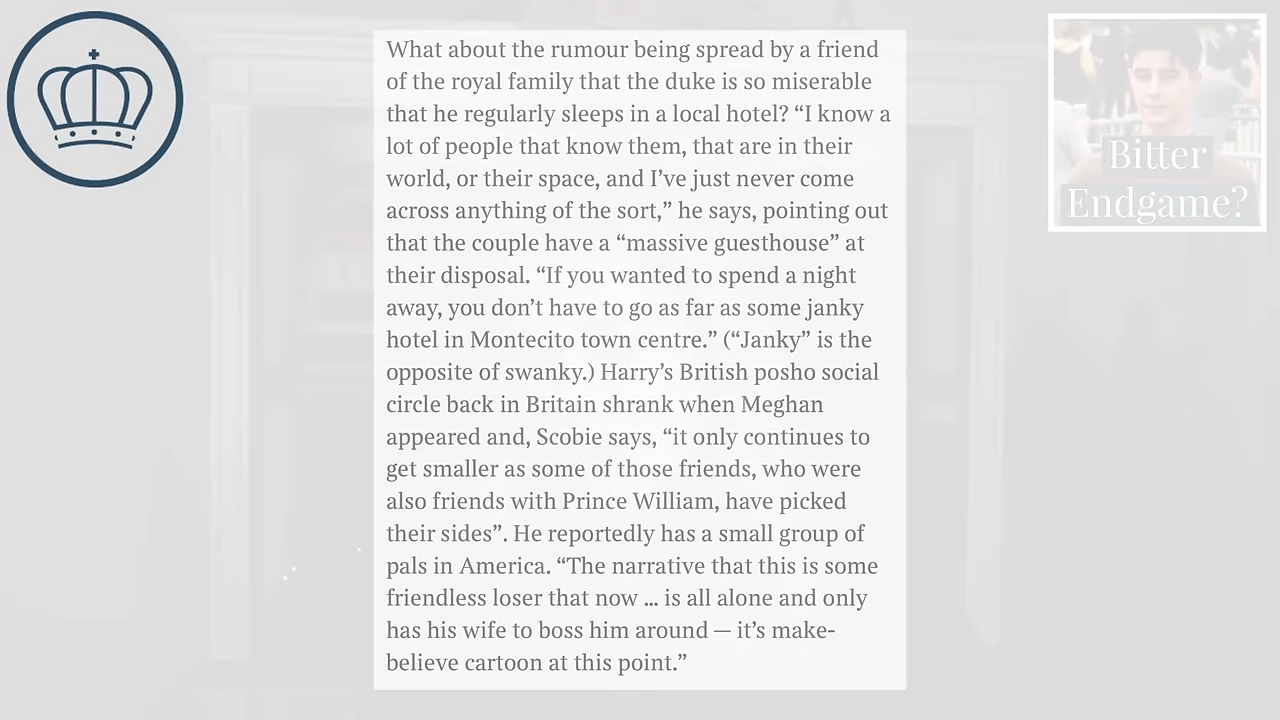 What about the rumour being spread by a friend
of the royal family that the duke is so miserable
that he regularly sleeps in a local hotel? “I know a
lot of people that know them, that are in their
world, or their space, and I’ve just never come
across anything of the sort,” he says, pointing out
that the couple have a “massive guesthouse” at
their disposal. “If you wanted to spend a night
away, you don’t have to go as far as some janky
hotel in Montecito town centre.” (“Janky” is the
opposite of swanky.) Harry’s British posho social
circle back in Britain shrank when Meghan
appeared and, Scobie says, “it only continues to
get smaller as some of those friends, who were
also friends with Prince William, have picked
their sides”. He reportedly has a small group of
pals in America. “The narrative that this is some
friendless loser that now ... is all alone and only
has his wife to boss him around — it’s make-
believe cartoon at this point.”
Bitter
Endgame?